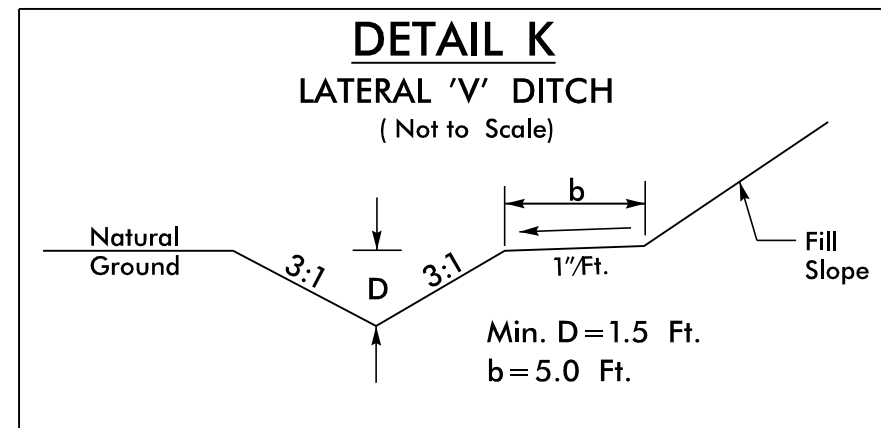 DETAIL K
LATERAL 'V' DITCH
( Not to Scale)
b
Natural
Ground
3:1
D
3:1
1"/Ft.
Fill
Slope
Min. D=1.5 Ft.
b=5.0 Ft.